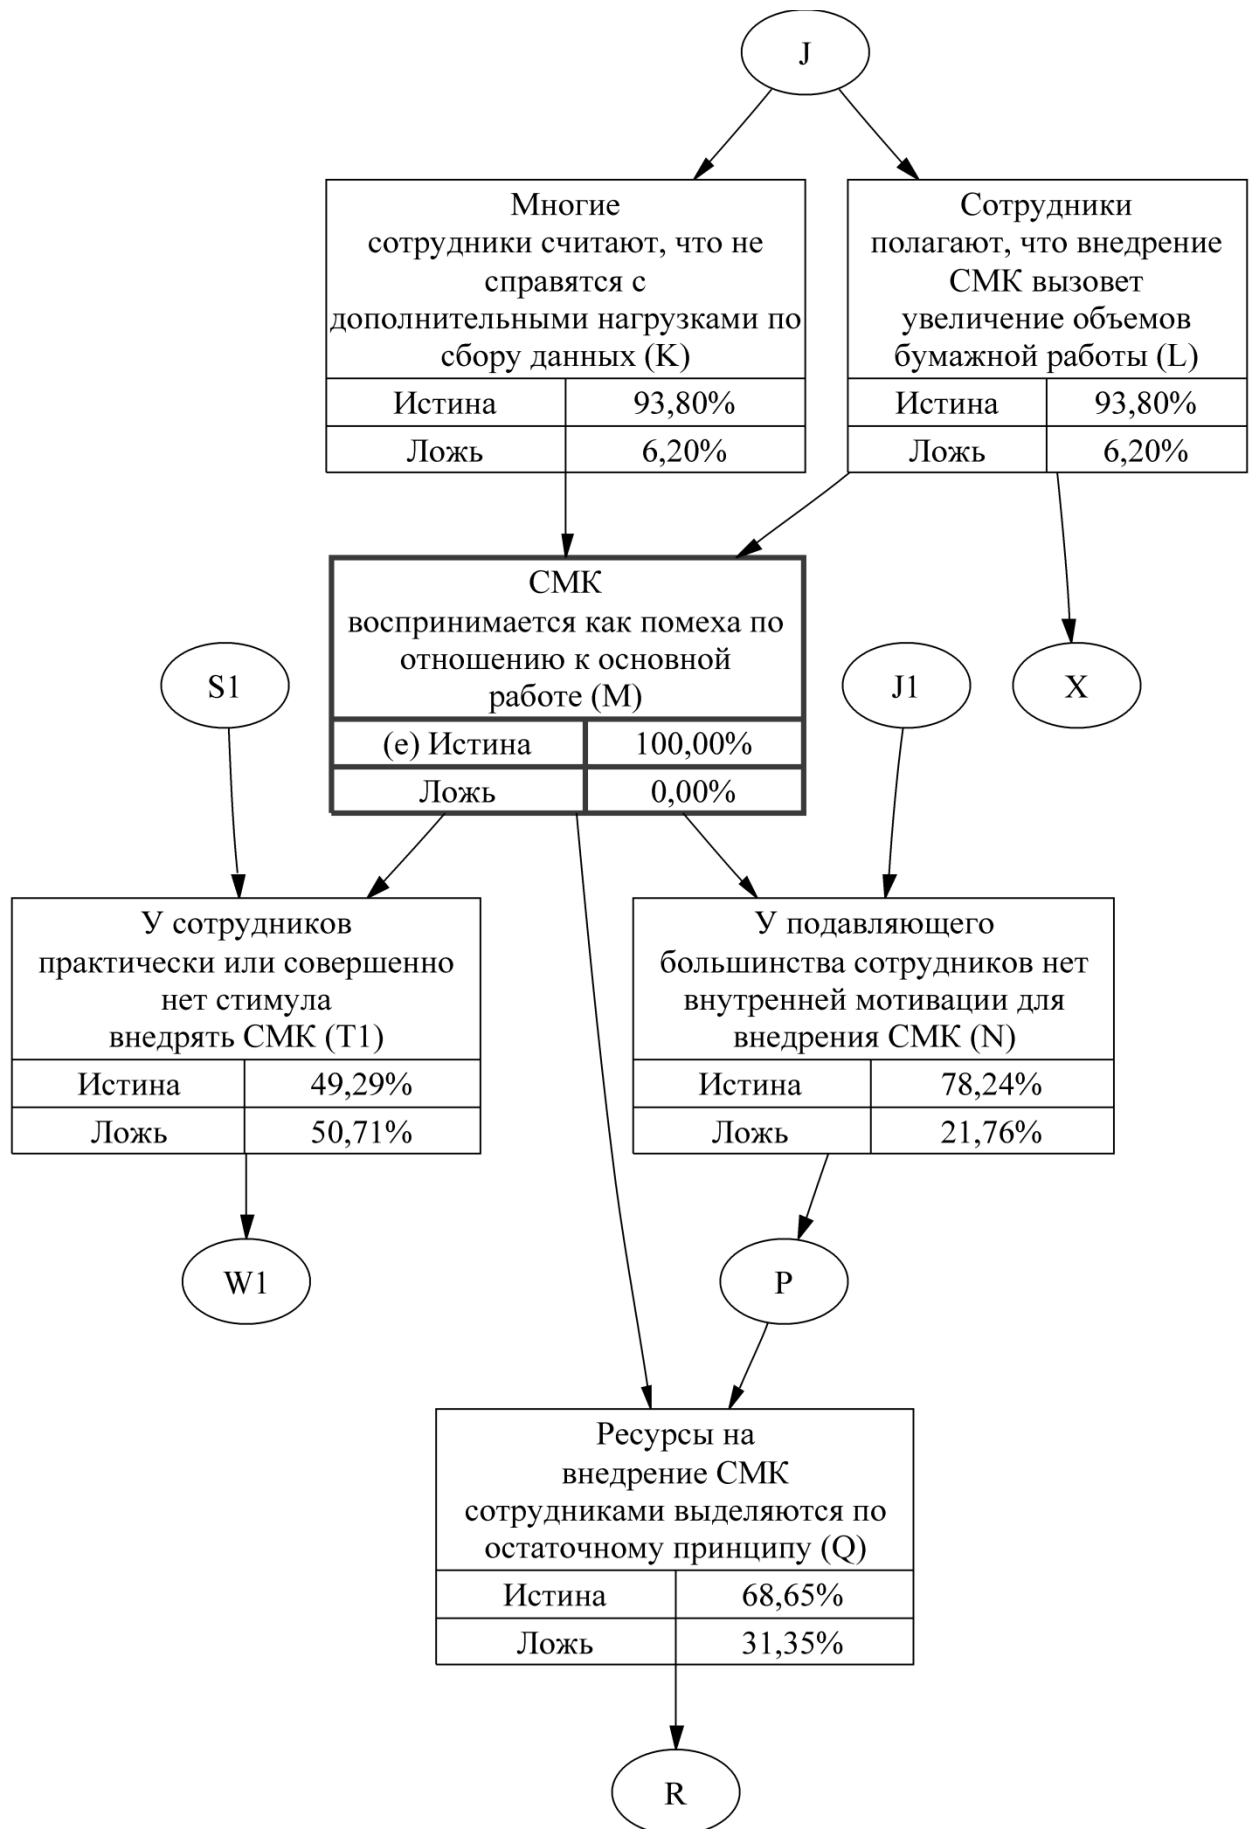 J
Многие
сотрудники считают, что не
справятся с
дополнительными нагрузками по
сбору данных (K)
Истина 93,80%
Ложь 6,20%
Сотрудники
полагают, что внедрение
СМК вызовет
увеличение объемов
бумажной работы (L)
Истина 93,80%
Ложь 6,20%
СМК
воспринимается как помеха по
отношению к основной
работе (M)
(e) Истина 100,00%
Ложь 0,00%
S1
J1
X
У сотрудников
практически или совершенно
нет стимула
внедрять СМК (T1)
Истина 49,29%
Ложь 50,71%
У подавляющего
большинства сотрудников нет
внутренней мотивации для
внедрения СМК (N)
Истина 78,24%
Ложь 21,76%
W1
P
Ресурсы на
внедрение СМК
сотрудниками выделяются по
остаточному принципу (Q)
Истина 68,65%
Ложь 31,35%
R